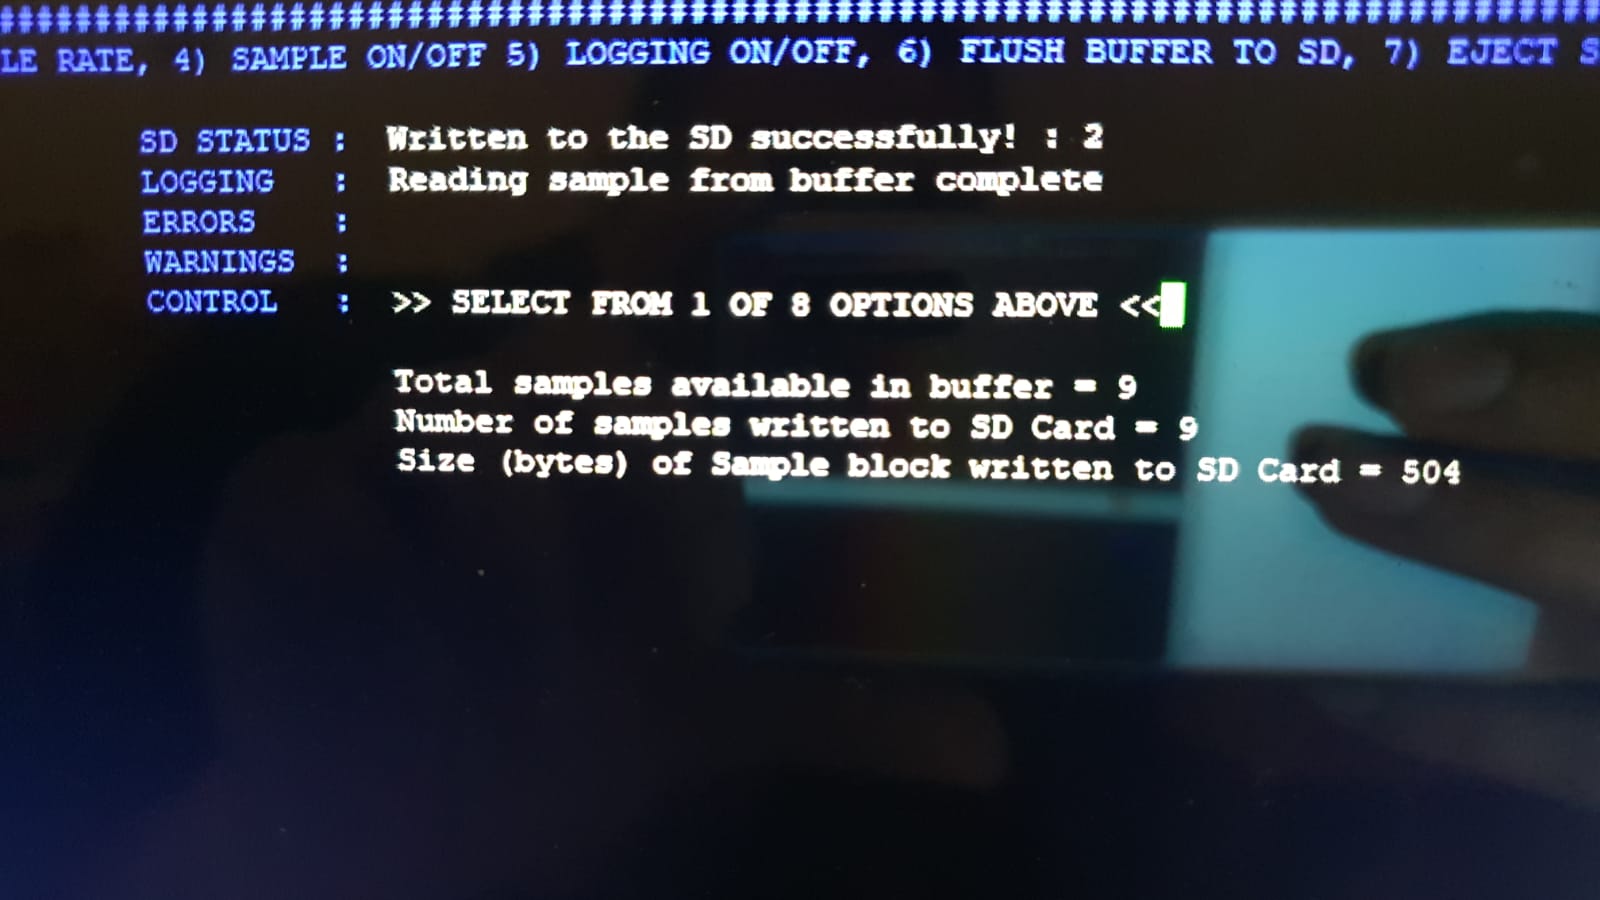 LE RATE, 4) SAMPLE ON/OFF 5) LOGGING ON/OFF, 6) FLUSH BUFFER TO SD, 7) EJECT S
SD STATUS : Written to the SD successfully! : 2
LOGGING : Reading sample from buffer complete
ERRORS :
WARNINGS :
CONTROL : >> SELECT FROM 1 OF 8 OPTIONS ABOVE <<
Total samples available in buffer = 9
Number of samples written to SD Card = 9
Size (bytes) of Sample block written to SD Card = 504